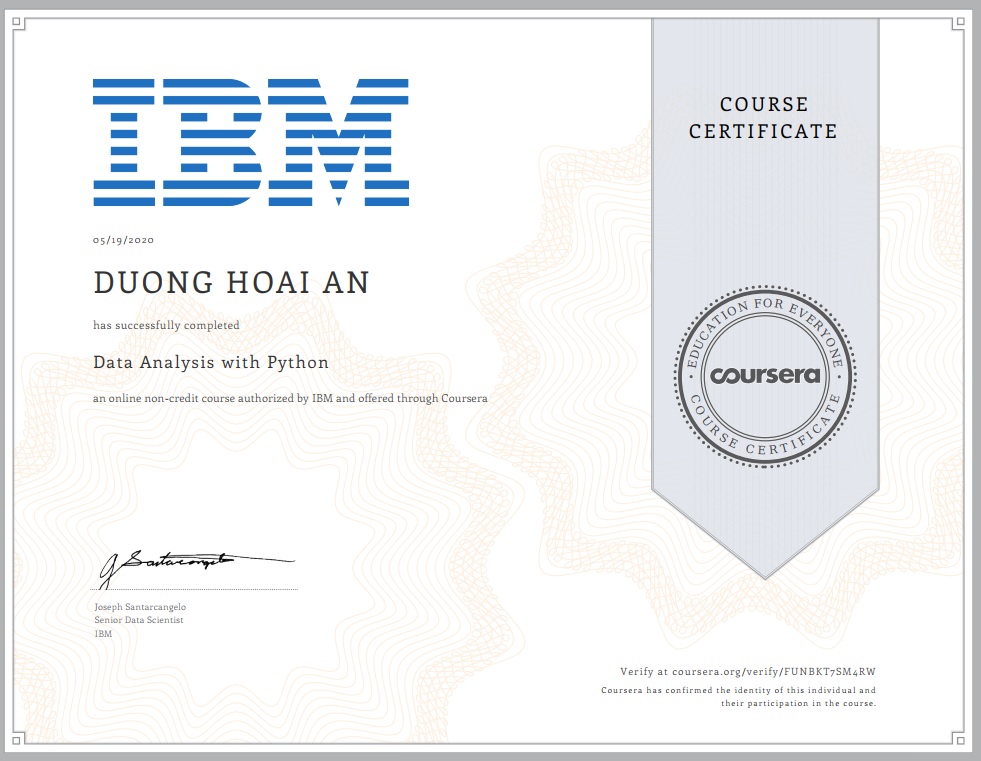 IBM
COURSE
CERTIFICATE
05/19/2020
DUONG HOAI AN
has successfully completed
Data Analysis with Python
an online non-credit course authorized by IBM and offered through Coursera
EDUCATION FOR EVERYONE
coursera
COURSE CERTIFICATE
J Santarcangelo
Joseph Santarcangelo
Senior Data Scientist
IBM
Verify at coursera.org/verify/FUNBKT7SM4RW
Coursera has confirmed the identity of this individual and
their participation in the course.